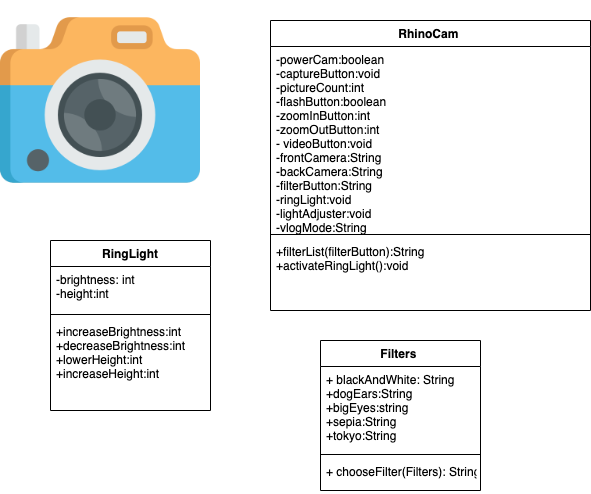 RhinoCam
-powerCam:boolean
-captureButton:void
-pictureCount:int
-flashButton:boolean
-zoomInButton:int
-zoomOutButton:int
- videoButton:void
-frontCamera:String
-backCamera:String
-filterButton:String
-ringLight:void
-lightAdjuster:void
-vlogMode:String
+filterList(filterButton):String
+activateRingLight():void
RingLight
-brightness: int
-height:int
+increaseBrightness:int
+decreaseBrightness:int
+lowerHeight:int
+increaseHeight:int
Filters
+ blackAndWhite: String
+dogEars:String
+bigEyes:string
+sepia:String
+tokyo:String
+ chooseFilter(Filters): String